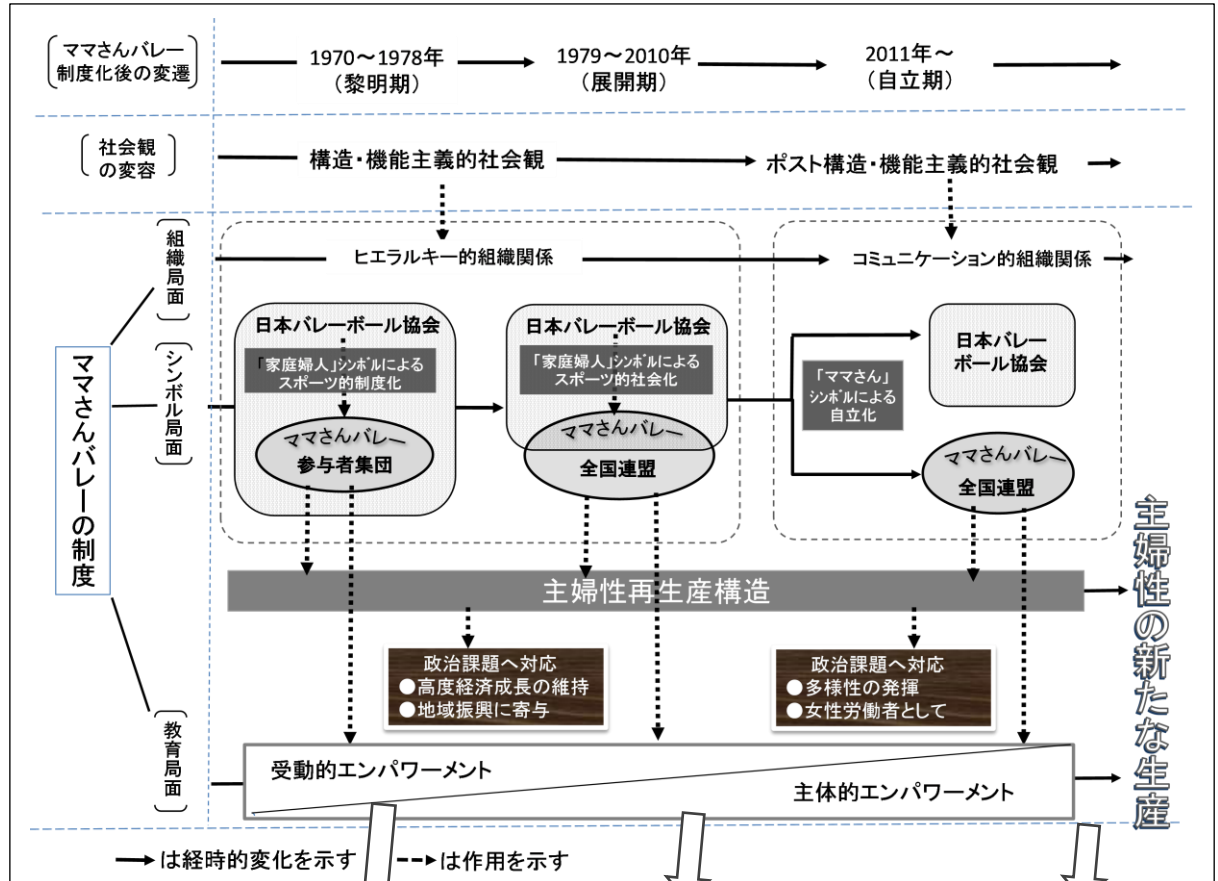 ママさんバレー
制度化後の変遷
1970～1978年
（黎明期）
1979～2010年
（展開期）
2011年～
（自立期）
社会観
の変容
構造・機能主義的社会観
ポスト構造・機能主義的社会観
組織局面
ヒエラルキー的組織関係
コミュニケーション的組織関係
ママさんバレーの制度
シンボル局面
日本バレーボール協会
「家庭婦人」シンボルによる
スポーツ的制度化
ママさんバレー
参与者集団
日本バレーボール協会
「家庭婦人」シンボルによる
スポーツ的社会化
ママさんバレー
全国連盟
「ママさん」
シンボルによる
自立化
日本バレー
ボール協会
ママさんバレー
全国連盟
主婦性再生産構造
主婦性の新たな生産
政治課題へ対応
●高度経済成長の維持
●地域振興に寄与
政治課題へ対応
●多様性の発揮
●女性労働者として
教育局面
受動的エンパワーメント
主体的エンパワーメント
は経時的変化を示す
は作用を示す